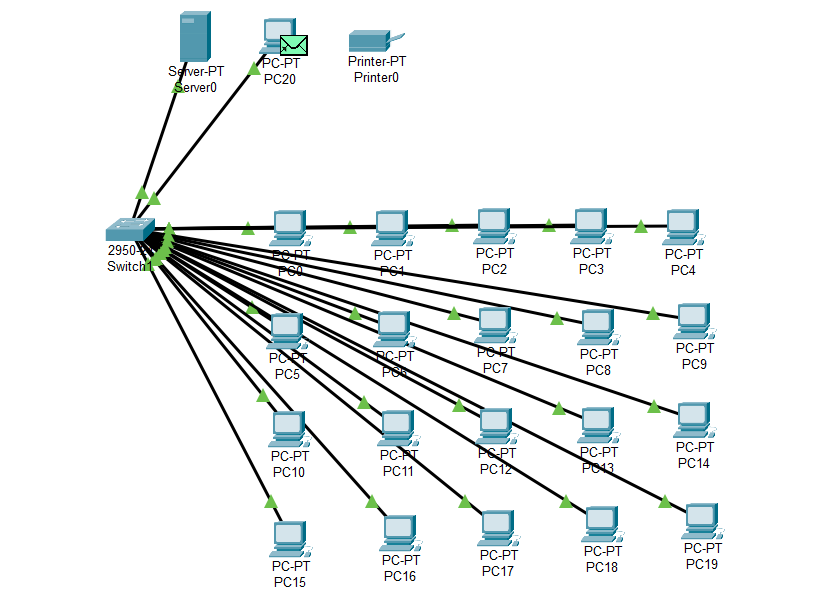 Server-PT
Server0
PC-PT
PC20
Printer-PT
Printer0
Switch1
PC-PT
PC0
PC-PT
PC1
PC-PT
PC2
PC-PT
PC3
PC-PT
PC4
PC-PT
PC5
PC-PT
PC6
PC-PT
PC7
PC-PT
PC8
PC-PT
PC9
PC-PT
PC10
PC-PT
PC11
PC-PT
PC12
PC-PT
PC13
PC-PT
PC14
PC-PT
PC15
PC-PT
PC16
PC-PT
PC17
PC-PT
PC18
PC-PT
PC19